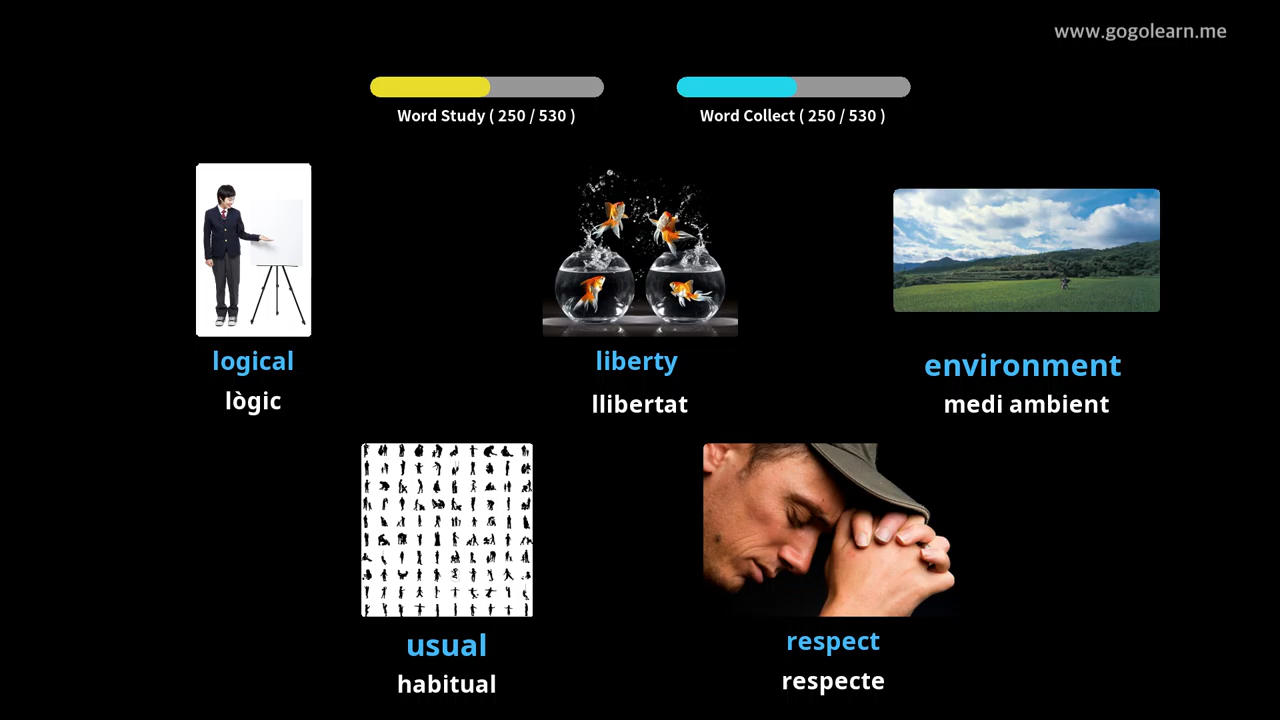 www.gogolearn.me
Word Study ( 250 / 530 )
Word Collect ( 250 / 530 )
logical
lògic
liberty
llibertat
environment
medi ambient
usual
habitual
respect
respecte